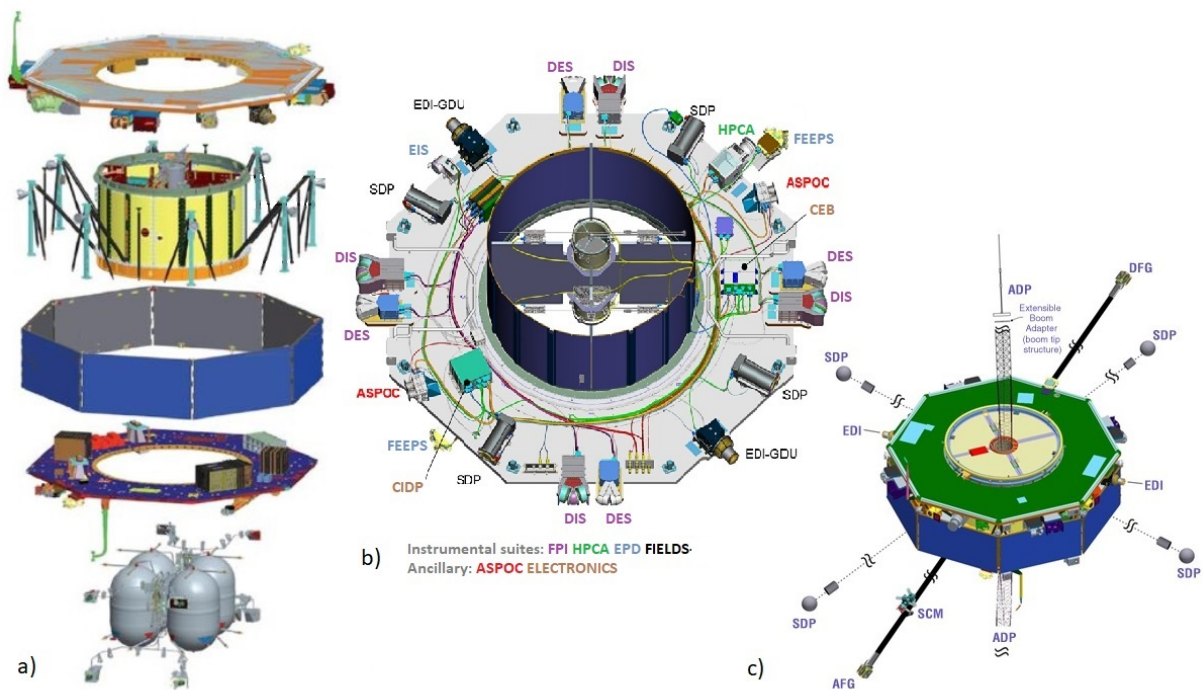 a)
DES
DIS
EDI-GDU
SDP
HPCA
FEEPS
EIS
ASPOC
SDP
CEB
DIS
DES
DES
DIS
ASPOC
SDP
FEEPS
EDI-GDU
SDP
CIDP
DIS
DES
b)
Instrumental suites: FPI HPCA EPD FIELDS·
Ancillary: ASPOC ELECTRONICS
DFG
ADP
Extensible
Boom
Adapter
(boom tip
structure)
SDP
SDP
EDI
EDI
SDP
SDP
SCM
ADP
AFG
c)